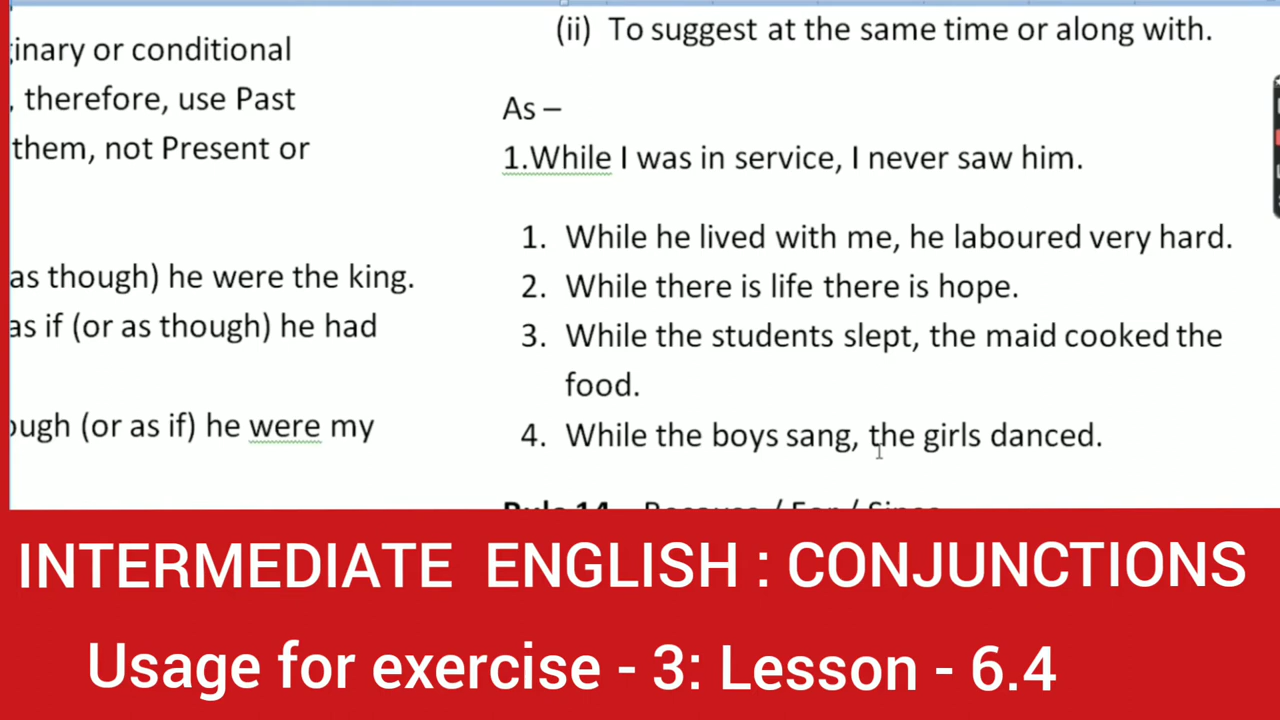 ginary or conditional
, therefore, use Past
them, not Present or
as though) he were the king.
as if (or as though) he had
ough (or as if) he were my
(ii) To suggest at the same time or along with.
As –
1.While I was in service, I never saw him.
1. While he lived with me, he laboured very hard.
2. While there is life there is hope.
3. While the students slept, the maid cooked the
food.
4. While the boys sang, the girls danced.
Rule 14 Because / For / Since
INTERMEDIATE ENGLISH : CONJUNCTIONS
Usage for exercise - 3: Lesson - 6.4